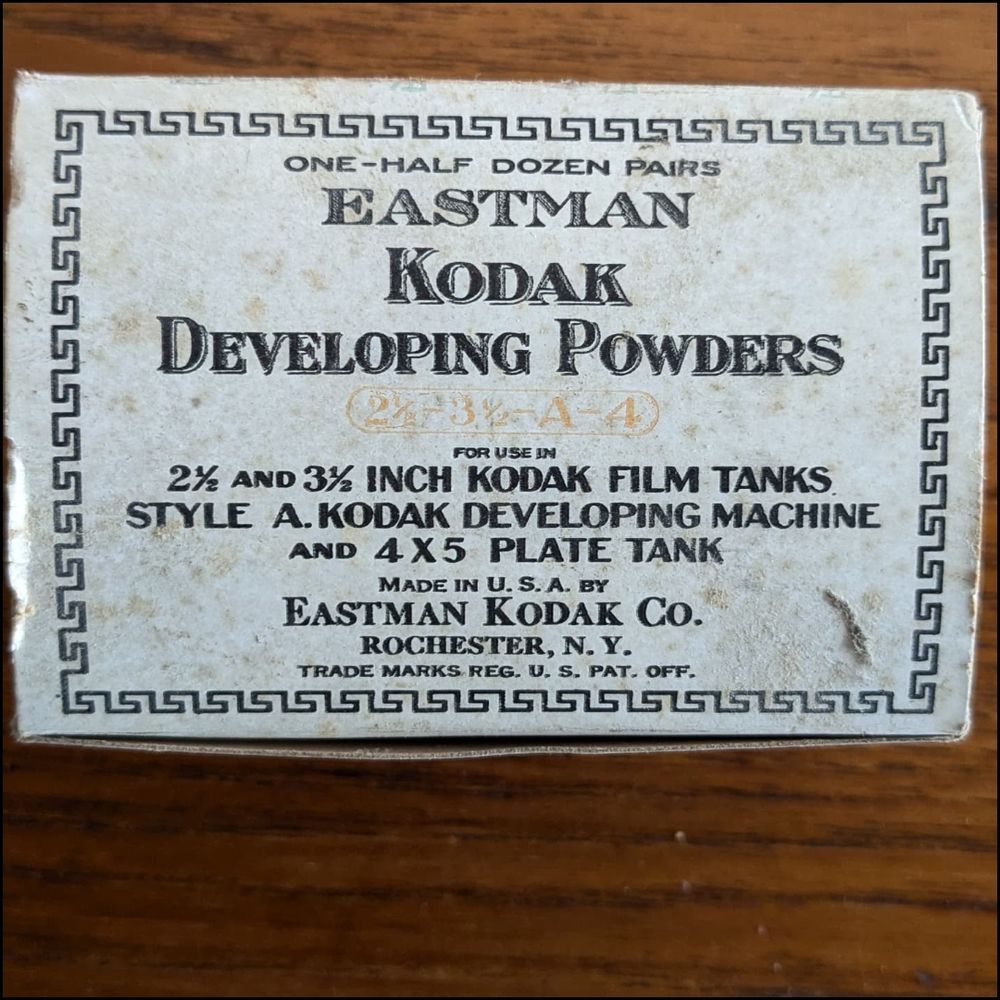 ONE-HALF DOZEN PAIRS
EASTMAN
KODAK
DEVELOPING POWDERS
2½-3½-A-4
FOR USE IN
2½ AND 3½ INCH KODAK FILM TANKS.
STYLE A. KODAK DEVELOPING MACHINE
AND 4X5 PLATE TANK
MADE IN U.S.A. BY
EASTMAN KODAK CO.
ROCHESTER, N.Y.
TRADE MARKS REG. U. S. PAT. OFF.